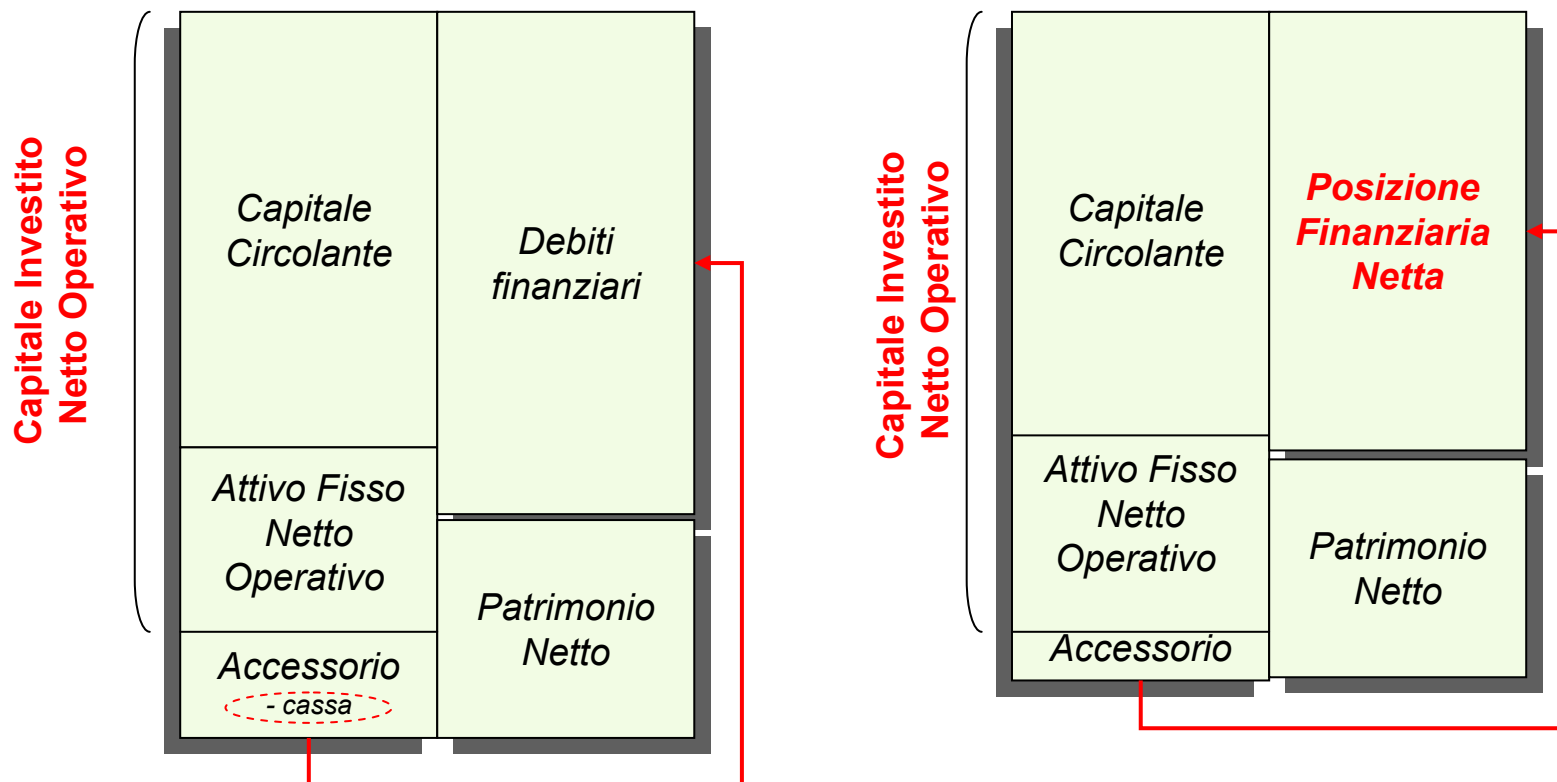 Capitale Investito
Netto Operativo
Capitale
Circolante
Debiti
finanziari
Attivo Fisso
Netto
Operativo
Patrimonio
Netto
Accessorio
- cassa
Capitale Investito
Netto Operativo
Capitale
Circolante
Posizione
Finanziaria
Netta
Attivo Fisso
Netto
Operativo
Patrimonio
Netto
Accessorio